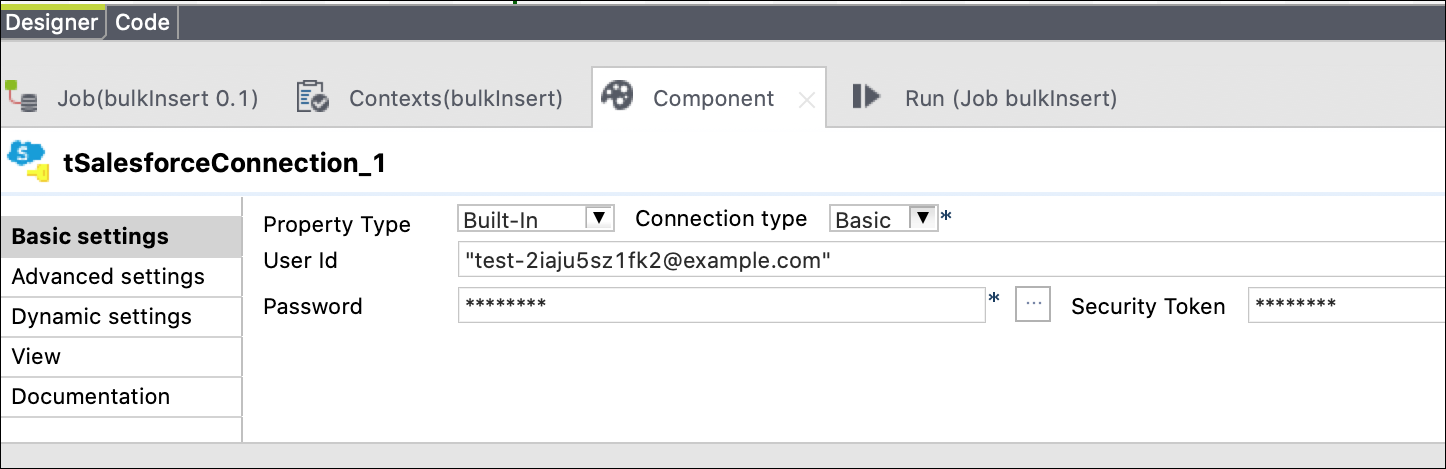 Designer Code
Job(bulkInsert 0.1) Contexts(bulkInsert) Component Run (Job bulkInsert)
tSalesforceConnection_1
Property Type Built-In Connection type Basic *
Basic settings
User Id "test-2iaju5sz1fk2@example.com"
Advanced settings
Password ******** * ... Security Token ********
Dynamic settings
View
Documentation